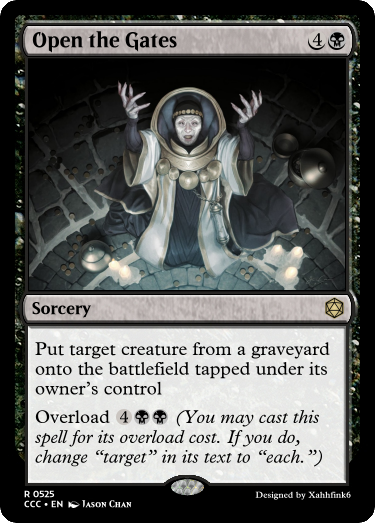 Open the Gates 4
Sorcery
Put target creature from a graveyard
onto the battlefield tapped under its
owner's control
Overload 4 (You may cast this
spell for its overload cost. If you do,
change "target" in its text to "each.")
R 0525
CCC • EN Jason Chan
Designed by Xahhfink6